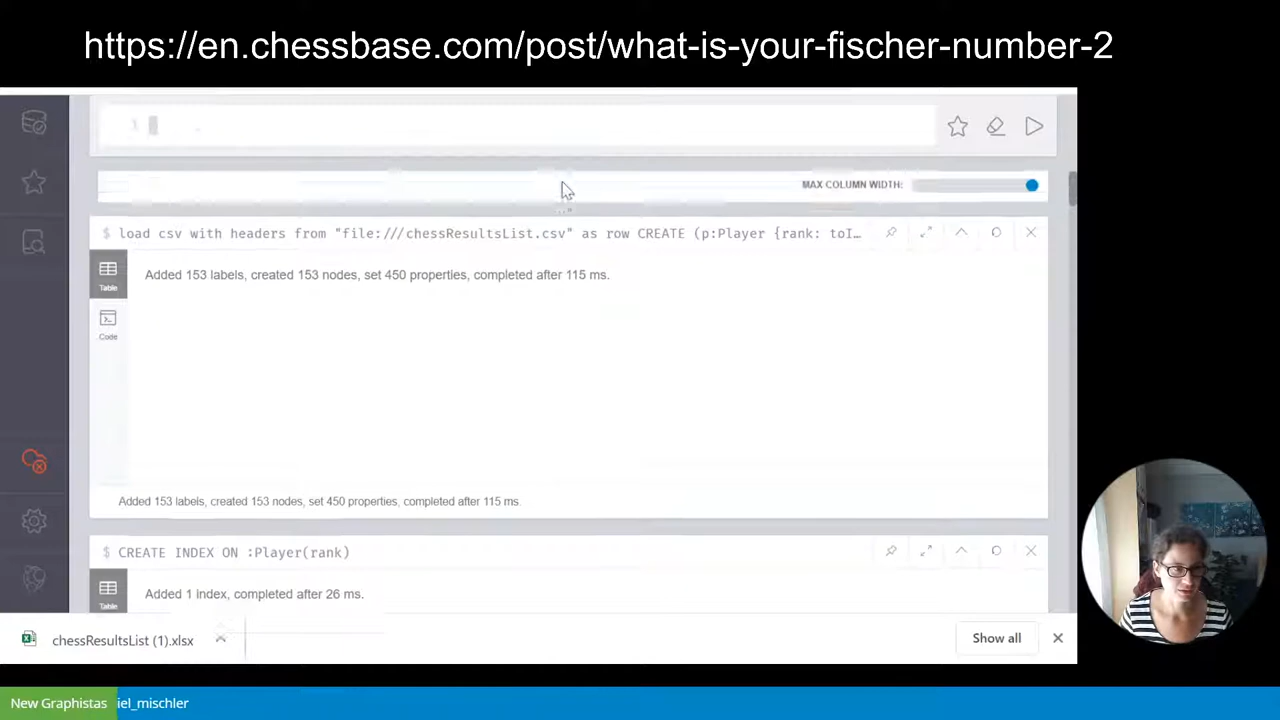 https://en.chessbase.com/post/what-is-your-fischer-number-2
1
MAX COLUMN WIDTH:
$ load csv with headers from "file:///chessResultsList.csv" as row CREATE (p:Player {rank: toI…
Table
Added 153 labels, created 153 nodes, set 450 properties, completed after 115 ms.
Code
Added 153 labels, created 153 nodes, set 450 properties, completed after 115 ms.
$ CREATE INDEX ON :Player(rank)
Table
Added 1 index, completed after 26 ms.
chessResultsList (1).xlsx
Show all
New Graphistas
iel_mischler